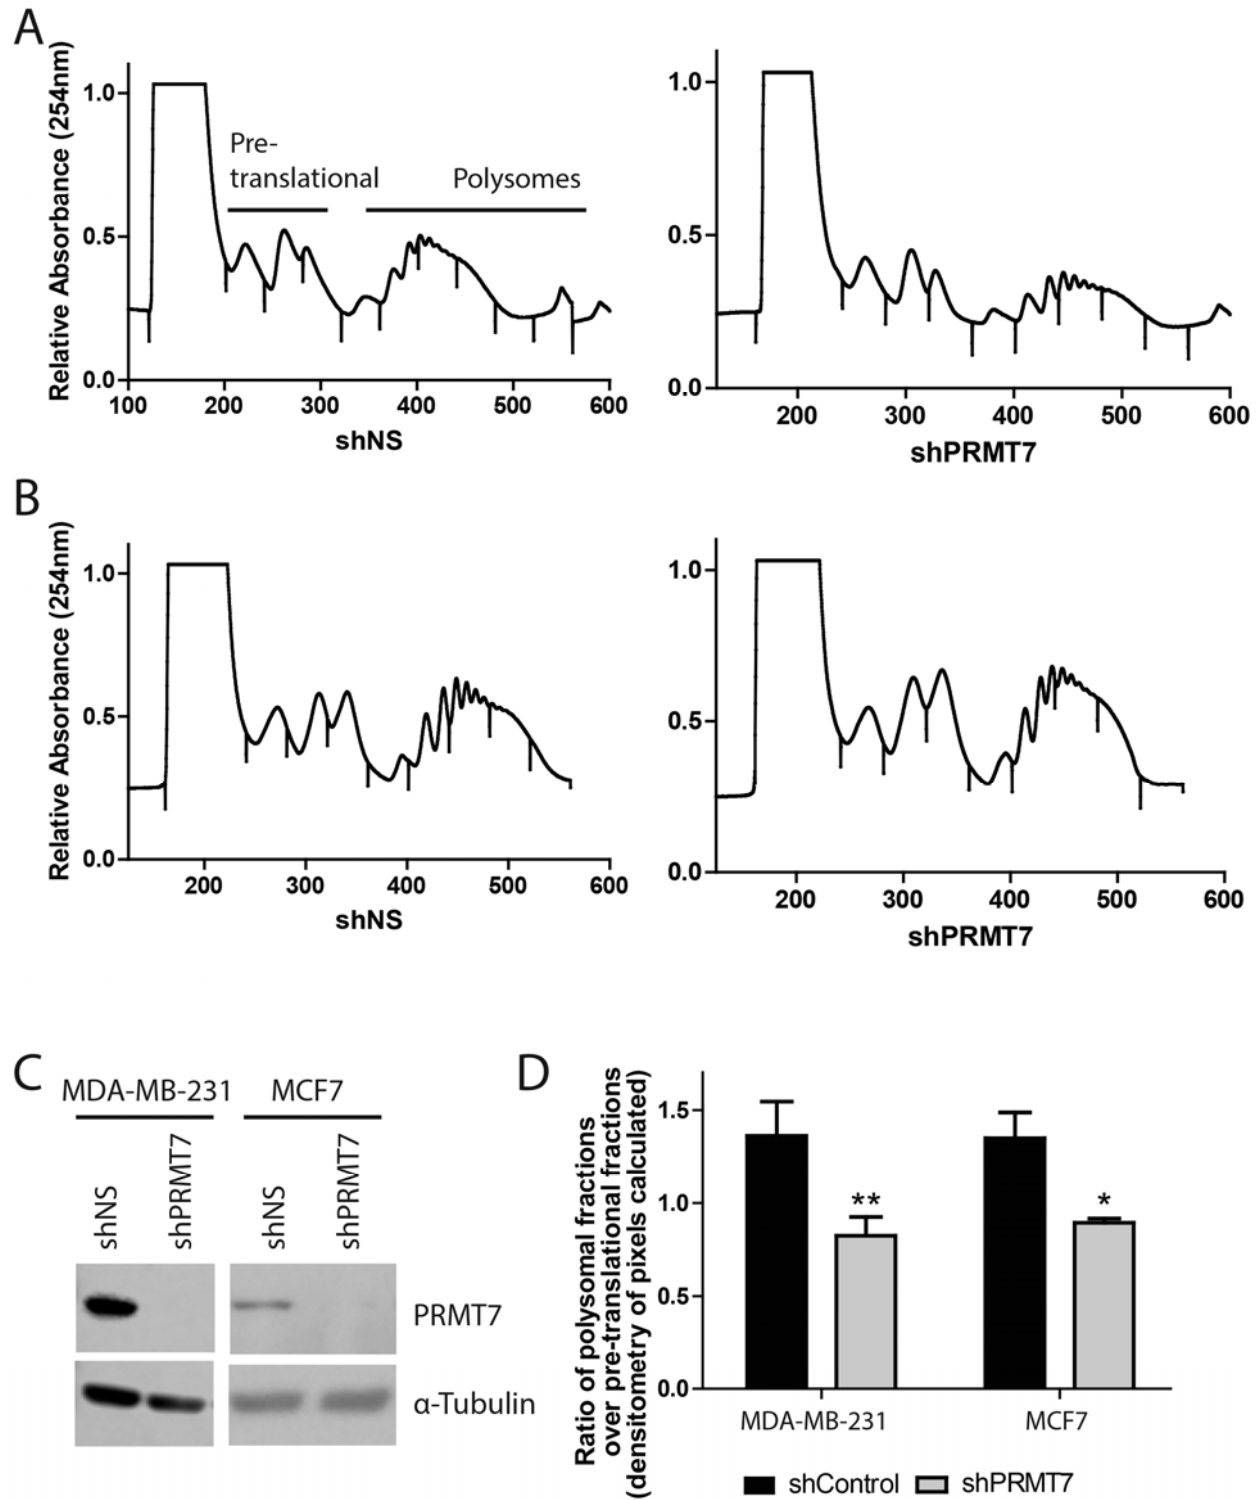 A
Relative Absorbance (254nm)
1.0
0.5
0.0
Pre-
translational
Polysomes
100 200 300 400 500 600
shNS
1.0
0.5
0.0
200 300 400 500 600
shPRMT7
B
Relative Absorbance (254nm)
1.0
0.5
0.0
200 300 400 500 600
shNS
1.0
0.5
0.0
200 300 400 500 600
shPRMT7
C
MDA-MB-231 MCF7
shNS shPRMT7 shNS shPRMT7
PRMT7
α-Tubulin
D
Ratio of polysomal fractions
over pre-translational fractions
(densitometry of pixels calculated)
1.5
1.0
0.5
0.0
** *
MDA-MB-231 MCF7
shControl shPRMT7